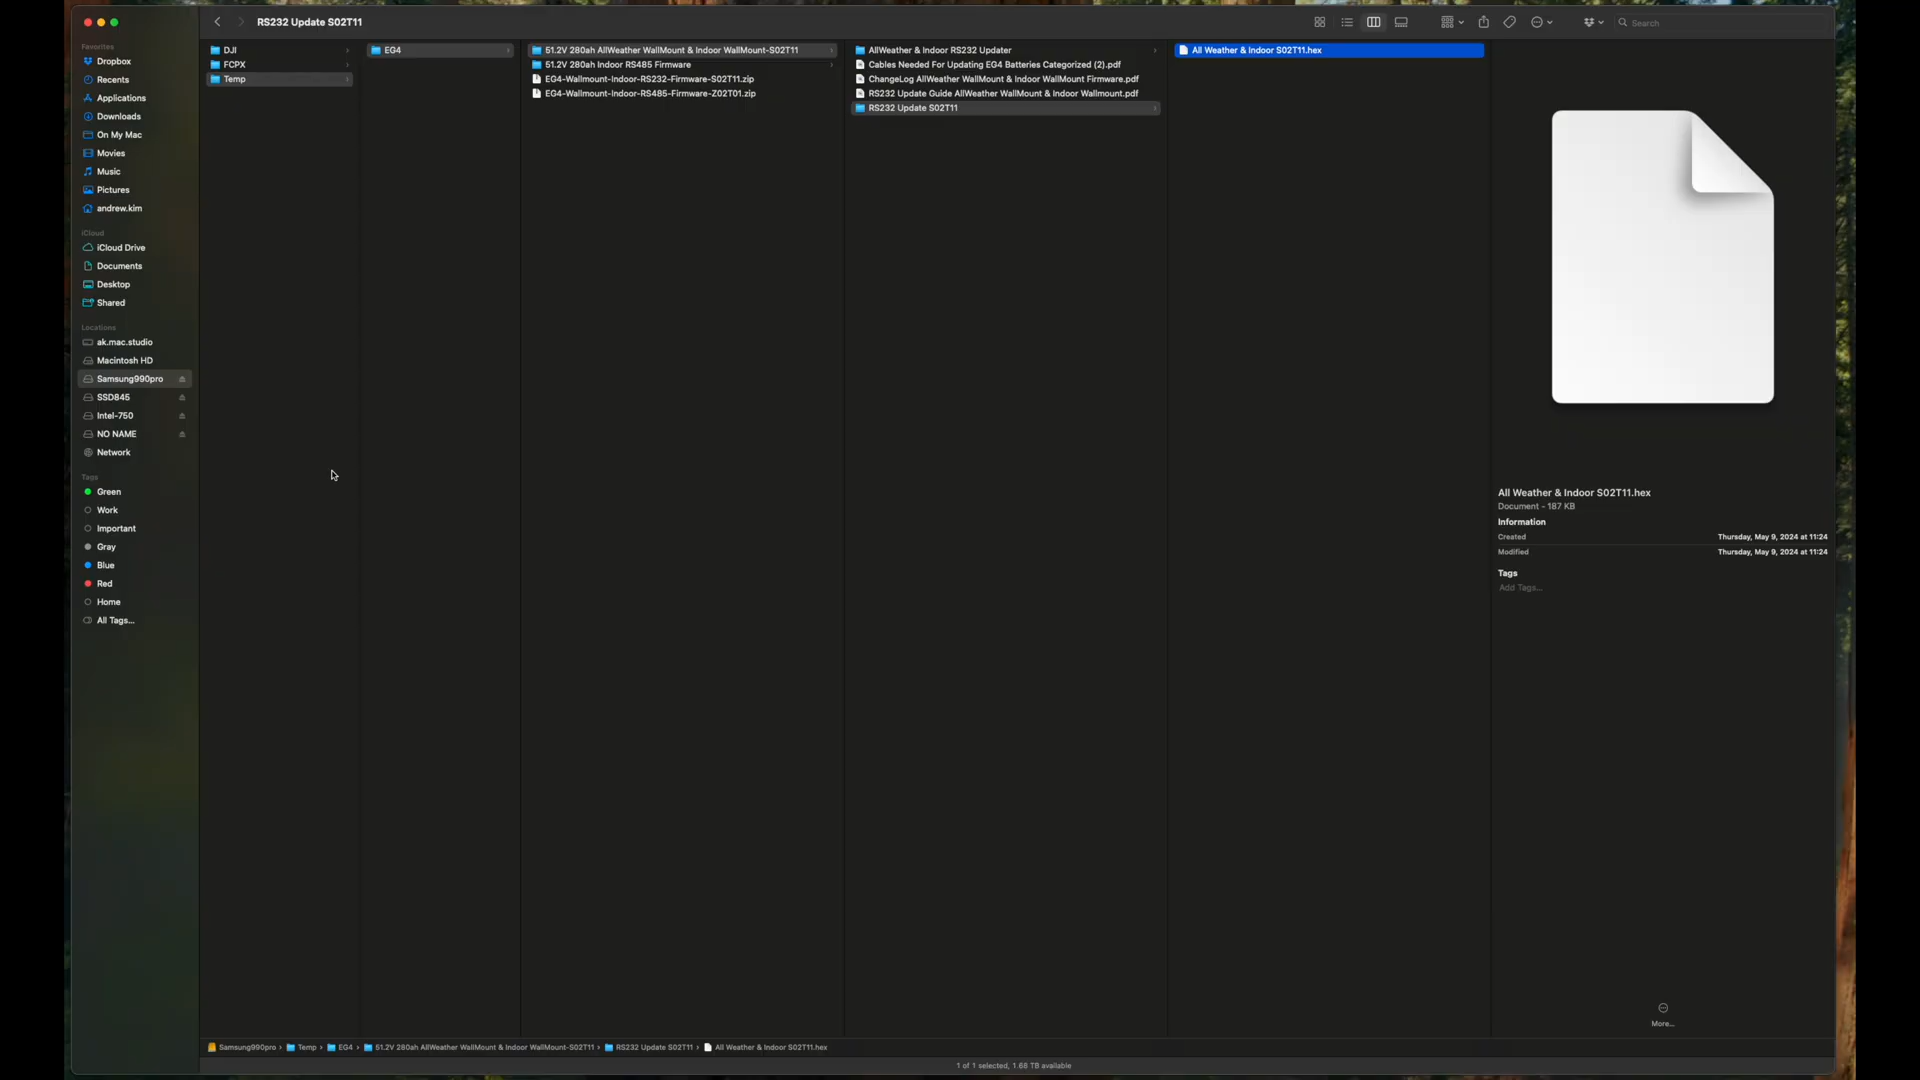 RS232 Update S02T11
Search
Favorites
Dropbox
Recents
Applications
Downloads
On My Mac
Movies
Music
Pictures
andrew.kim
iCloud
iCloud Drive
Documents
Desktop
Shared
Locations
ak.mac.studio
Macintosh HD
Samsung990pro
SSD845
Intel-750
NO NAME
Network
Tags
Green
Work
Important
Gray
Blue
Red
Home
All Tags...
DJI
FCPX
Temp
EG4
51.2V 280ah AllWeather WallMount & Indoor WallMount-S02T11
51.2V 280ah Indoor RS485 Firmware
EG4-Wallmount-Indoor-RS232-Firmware-S02T11.zip
EG4-Wallmount-Indoor-RS485-Firmware-Z02T01.zip
AllWeather & Indoor RS232 Updater
Cables Needed For Updating EG4 Batteries Categorized (2).pdf
ChangeLog AllWeather WallMount & Indoor WallMount Firmware.pdf
RS232 Update Guide AllWeather WallMount & Indoor Wallmount.pdf
RS232 Update S02T11
All Weather & Indoor S02T11.hex
All Weather & Indoor S02T11.hex
Document - 187 KB
Information
Created Thursday, May 9, 2024 at 11:24
Modified Thursday, May 9, 2024 at 11:24
Tags
Add Tags...
More...
Samsung990pro › Temp › EG4 › 51.2V 280ah AllWeather WallMount & Indoor WallMount-S02T11 › RS232 Update S02T11 › All Weather & Indoor S02T11.hex
1 of 1 selected, 1.68 TB available